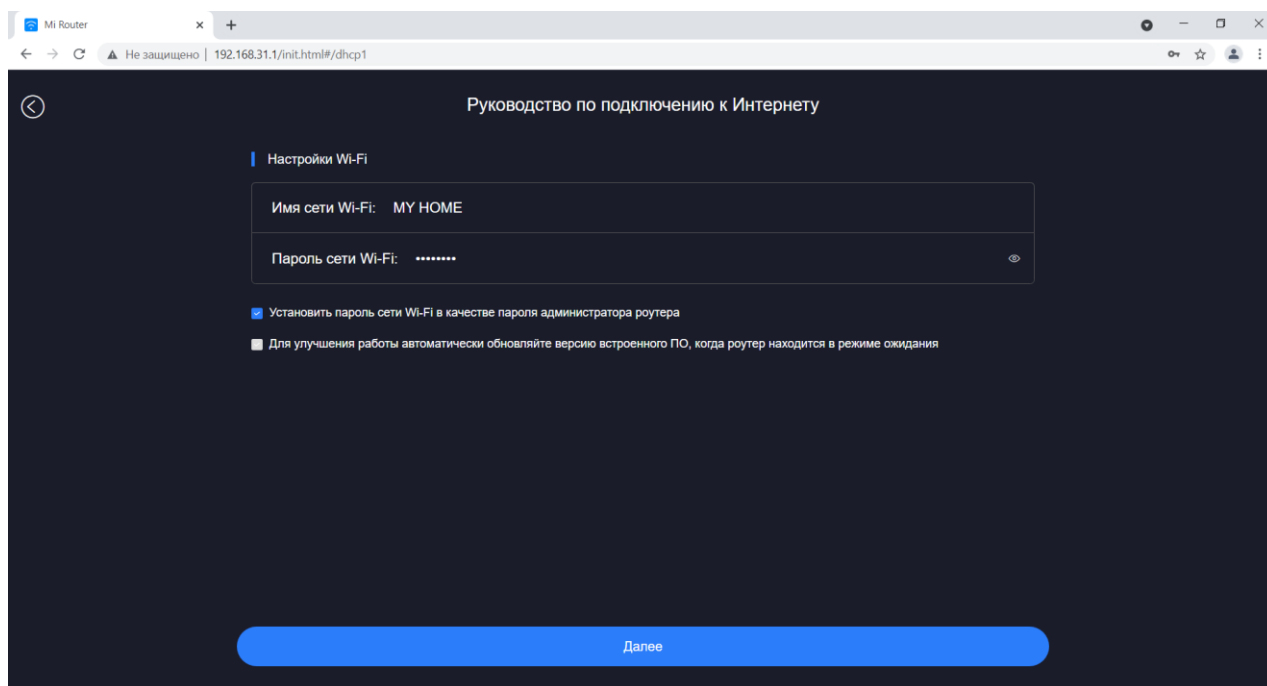 Mi Router
Не защищено | 192.168.31.1/init.html#/dhcp1
Руководство по подключению к Интернету
Настройки Wi-Fi
Имя сети Wi-Fi: MY HOME
Пароль сети Wi-Fi: ••••••••
Установить пароль сети Wi-Fi в качестве пароля администратора роутера
Для улучшения работы автоматически обновляйте версию встроенного ПО, когда роутер находится в режиме ожидания
Далее